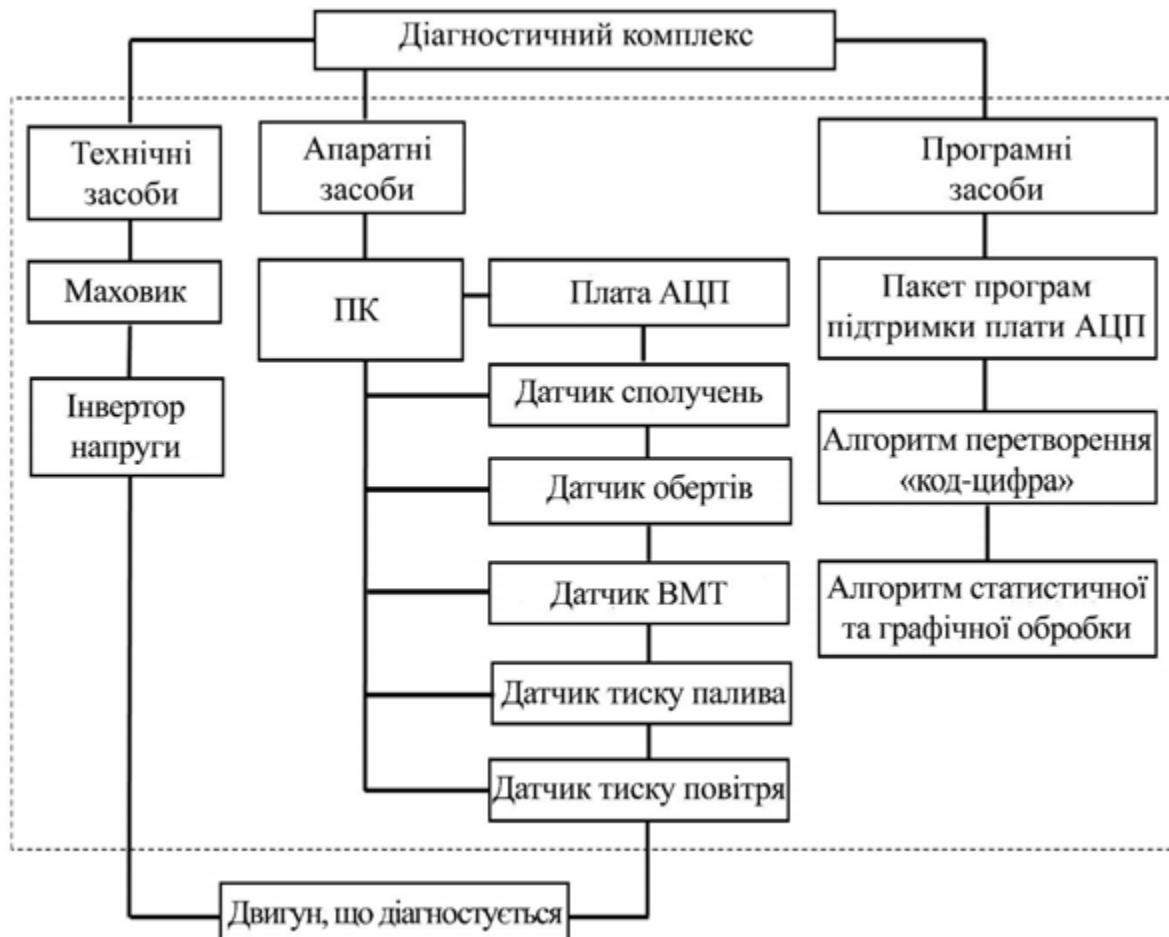 Діагностичний комплекс
Технічні
засоби
Апаратні
засоби
Програмні
засоби
Маховик
ПК
Плата АЦП
Пакет програм
підтримки плати АЦП
Інвертор
напруги
Датчик сполучень
Алгоритм перетворення
«код-цифра»
Датчик обертів
Датчик ВМТ
Алгоритм статистичної
та графічної обробки
Датчик тиску палива
Датчик тиску повітря
Двигун, що діагностується